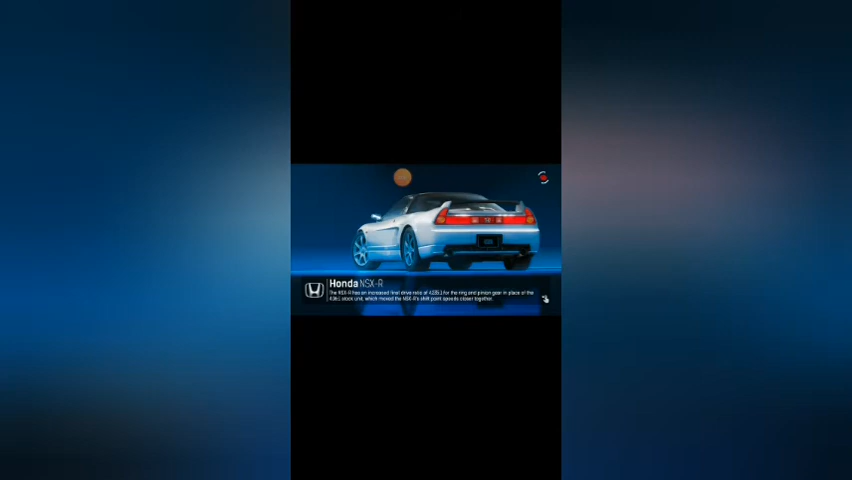 Honda NSX-R
The NSX-R has an increased final drive ratio of 4.235:1 for the ring and pinion gear in place of the
4.06:1 stock unit, which moved the NSX-R's shift point speeds closer together.